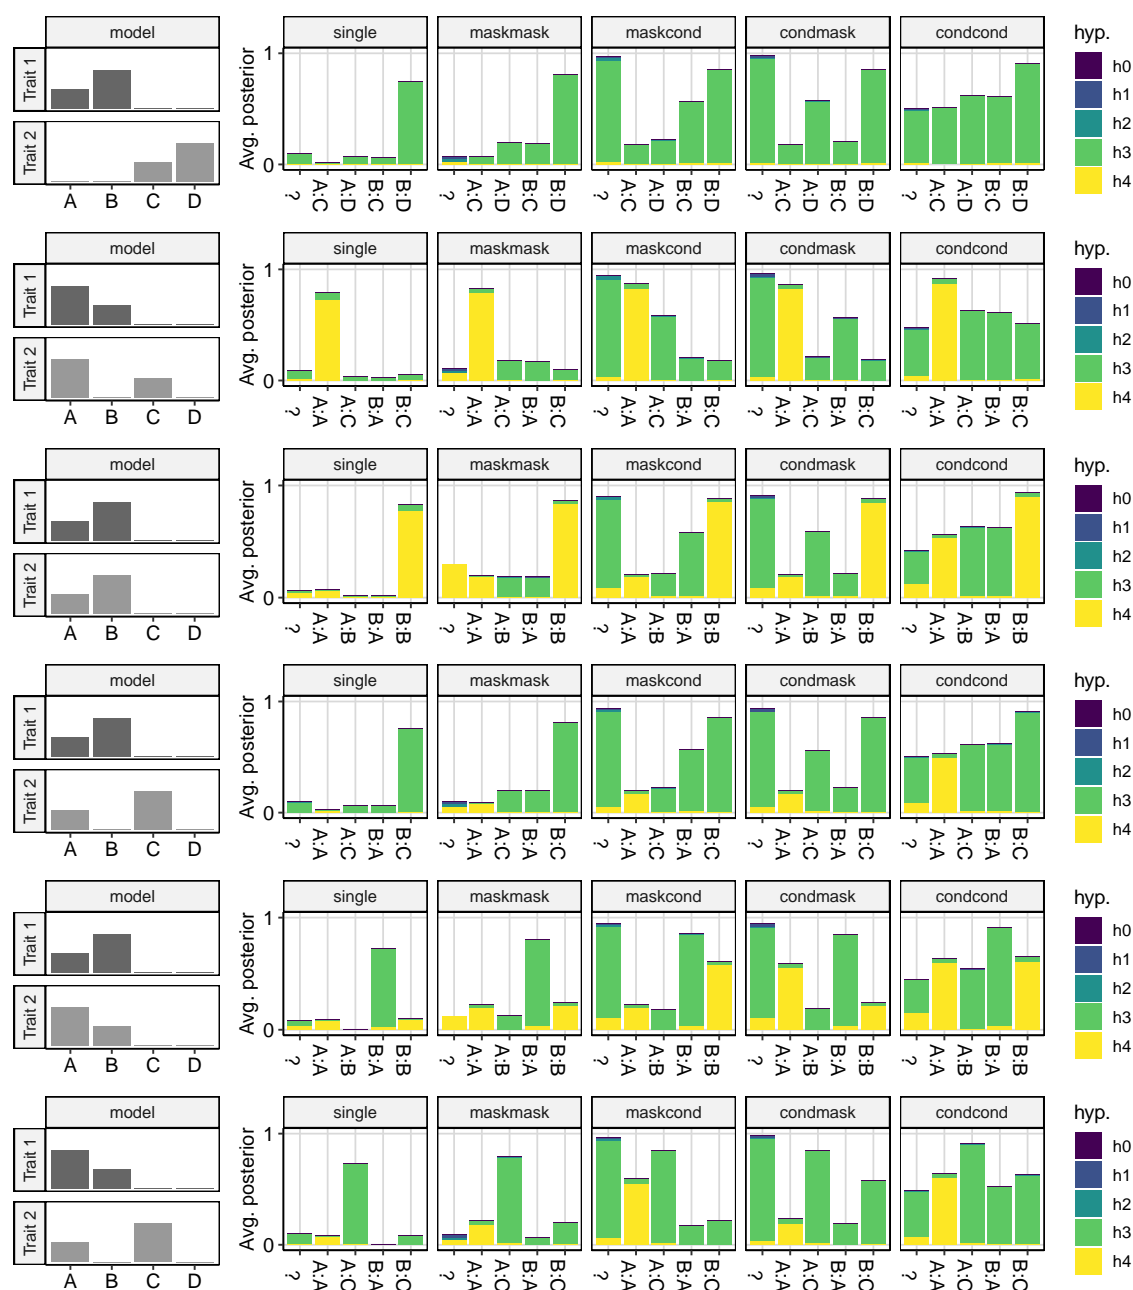 model single maskmask maskcond condmask condcond hyp.
Trait 1
Trait 2
Avg. posterior
1
0
h0
h1
h2
h3
h4
A B C D
? A:C A:D B:C B:D
? A:C A:D B:C B:D
? A:C A:D B:C B:D
? A:C A:D B:C B:D
? A:C A:D B:C B:D
model single maskmask maskcond condmask condcond hyp.
Trait 1
Trait 2
Avg. posterior
1
0
h0
h1
h2
h3
h4
A B C D
? A:A A:C B:A B:C
? A:A A:C B:A B:C
? A:A A:C B:A B:C
? A:A A:C B:A B:C
? A:A A:C B:A B:C
model single maskmask maskcond condmask condcond hyp.
Trait 1
Trait 2
Avg. posterior
1
0
h0
h1
h2
h3
h4
A B C D
? A:A A:B B:A B:B
? A:A A:B B:A B:B
? A:A A:B B:A B:B
? A:A A:B B:A B:B
? A:A A:B B:A B:B
model single maskmask maskcond condmask condcond hyp.
Trait 1
Trait 2
Avg. posterior
1
0
h0
h1
h2
h3
h4
A B C D
? A:A A:C B:A B:C
? A:A A:C B:A B:C
? A:A A:C B:A B:C
? A:A A:C B:A B:C
? A:A A:C B:A B:C
model single maskmask maskcond condmask condcond hyp.
Trait 1
Trait 2
Avg. posterior
1
0
h0
h1
h2
h3
h4
A B C D
? A:A A:B B:A B:B
? A:A A:B B:A B:B
? A:A A:B B:A B:B
? A:A A:B B:A B:B
? A:A A:B B:A B:B
model single maskmask maskcond condmask condcond hyp.
Trait 1
Trait 2
Avg. posterior
1
0
h0
h1
h2
h3
h4
A B C D
? A:A A:C B:A B:C
? A:A A:C B:A B:C
? A:A A:C B:A B:C
? A:A A:C B:A B:C
? A:A A:C B:A B:C